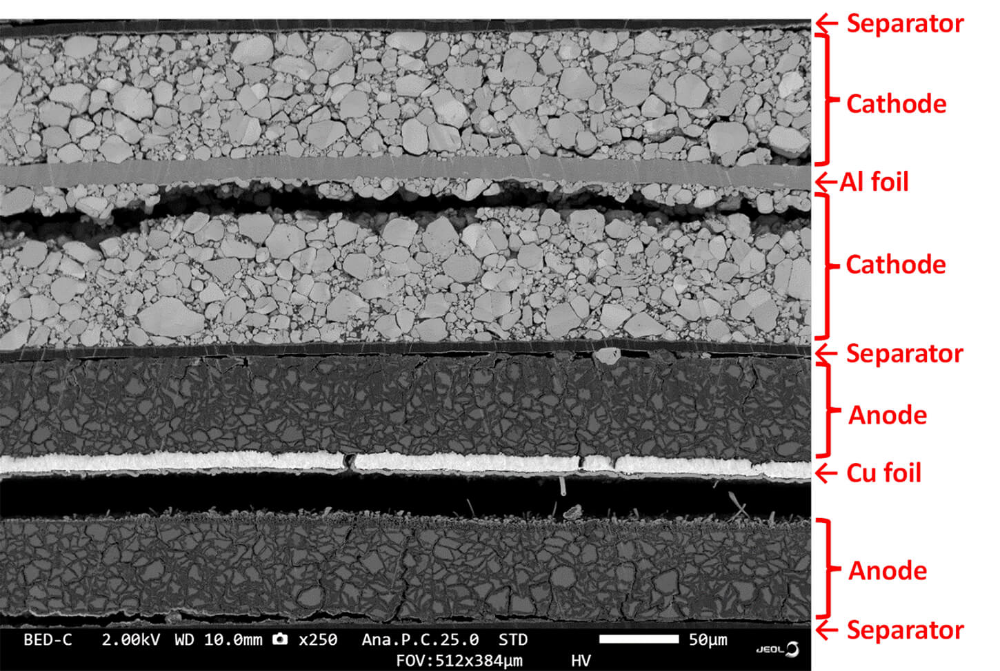 Separator
Cathode
Al foil
Cathode
Separator
Anode
Cu foil
Anode
Separator
BED-C 2.00kV WD 10.0mm x250 Ana.P.C.25.0 STD 50µm
FOV:512x384µm HV
JEOL